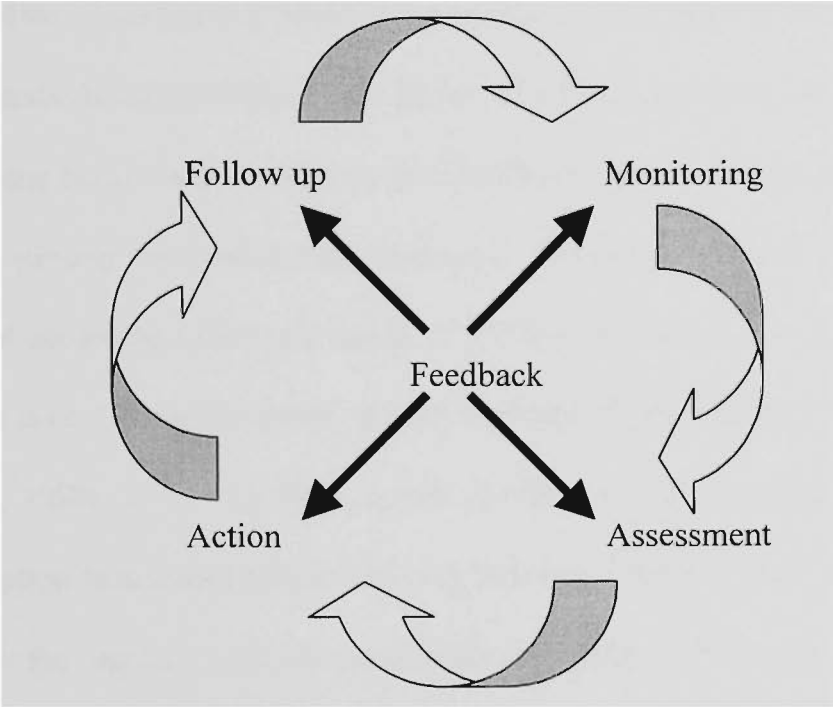 Follow up
Monitoring
Feedback
Action
Assessment